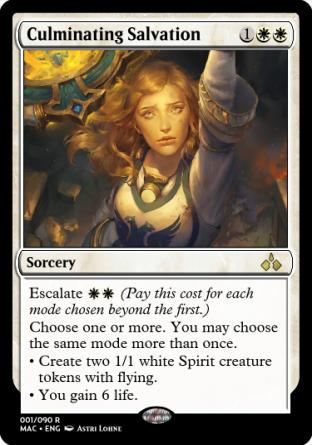 Culminating Salvation 1
Sorcery
Escalate (Pay this cost for each
mode chosen beyond the first.)
Choose one or more. You may choose
the same mode more than once.
• Create two 1/1 white Spirit creature
tokens with flying.
• You gain 6 life.
001/090 R
MAC • ENG Astri Lohne